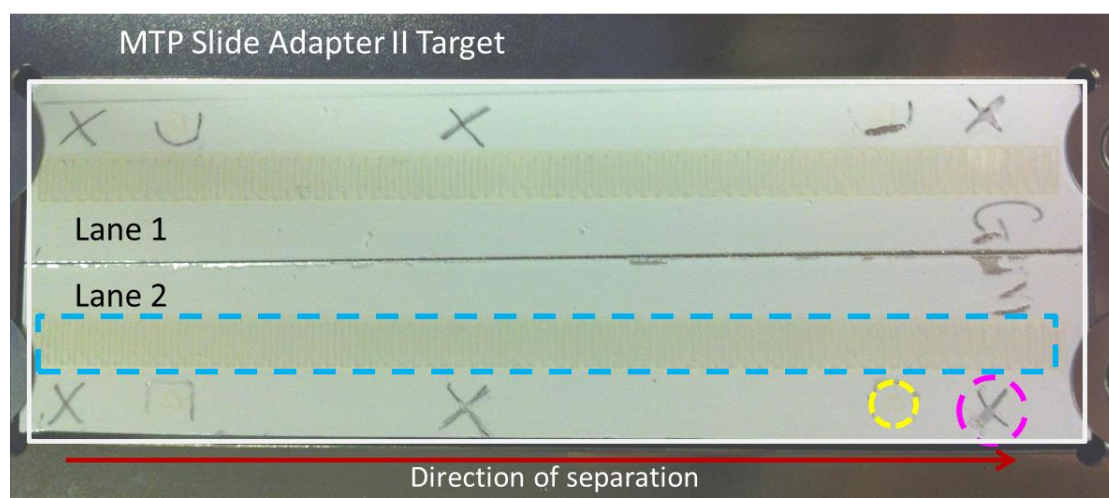 MTP Slide Adapter II Target
X X X
Lane 1
Lane 2
X X X
Direction of separation